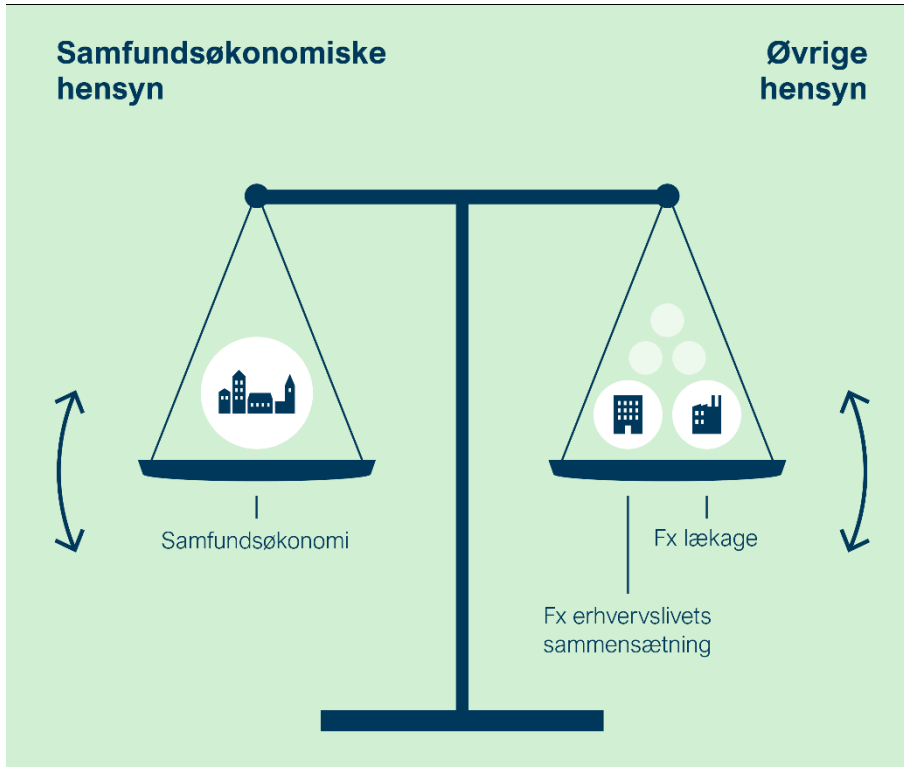 Samfundsøkonomiske
hensyn
Øvrige
hensyn
Samfundsøkonomi
Fx lækage
Fx erhvervslivets
sammensætning